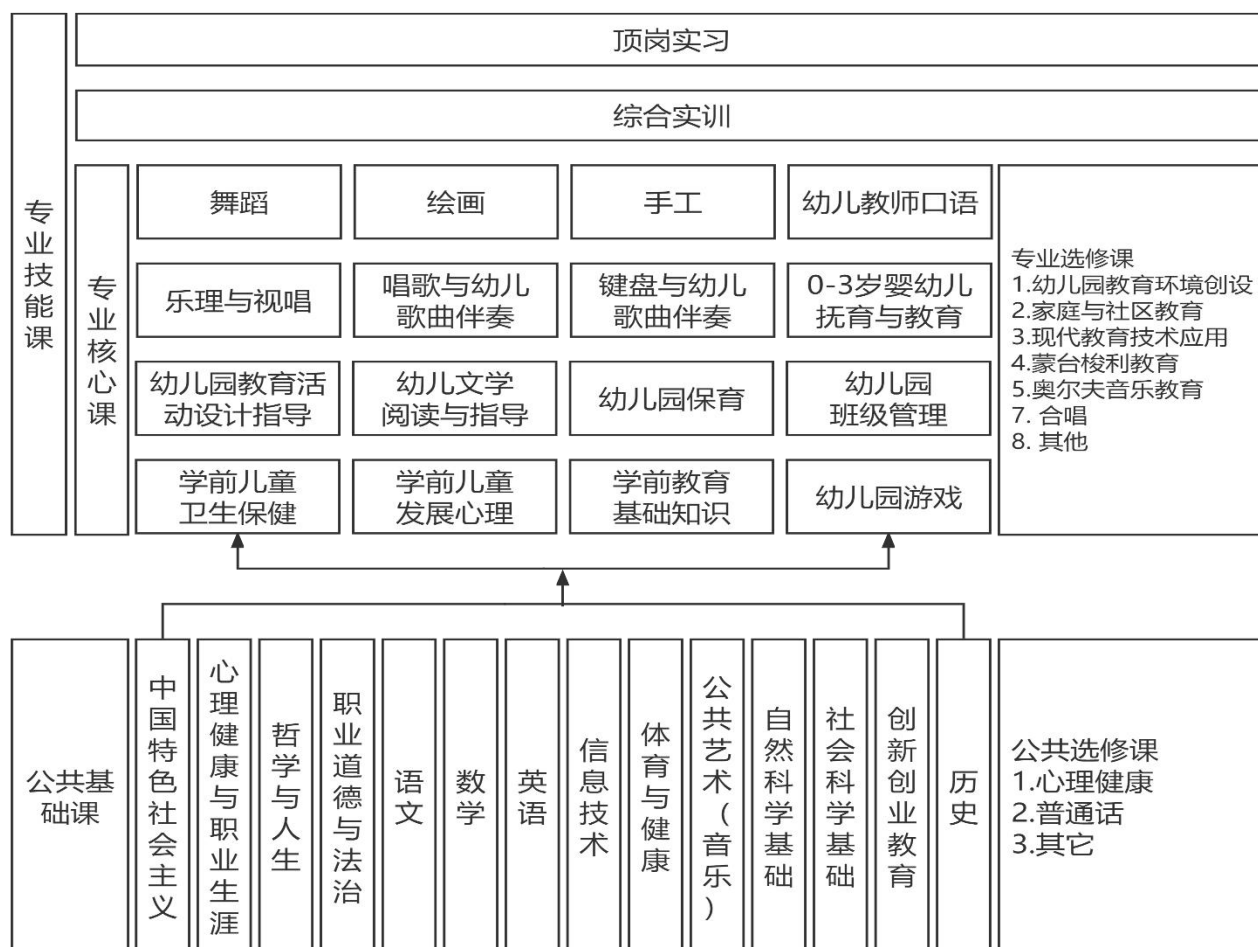 顶岗实习
综合实训
专业技能课
专业核心课
舞蹈
绘画
手工
幼儿教师口语
乐理与视唱
唱歌与幼儿
歌曲伴奏
键盘与幼儿
歌曲伴奏
0-3岁婴幼儿
抚育与教育
幼儿园教育活
动设计指导
幼儿文学
阅读与指导
幼儿园保育
幼儿园
班级管理
学前儿童
卫生保健
学前儿童
发展心理
学前教育
基础知识
幼儿园游戏
专业选修课
1.幼儿园教育环境创设
2.家庭与社区教育
3.现代教育技术应用
4.蒙台梭利教育
5.奥尔夫音乐教育
7. 合唱
8. 其他
公共基
础课
中国特色社会主义
心理健康与职业生涯
哲学与人生
职业道德与法治
语文
数学
英语
信息技术
体育与健康
公共艺术（音乐）
自然科学基础
社会科学基础
创新创业教育
历史
公共选修课
1.心理健康
2.普通话
3.其它